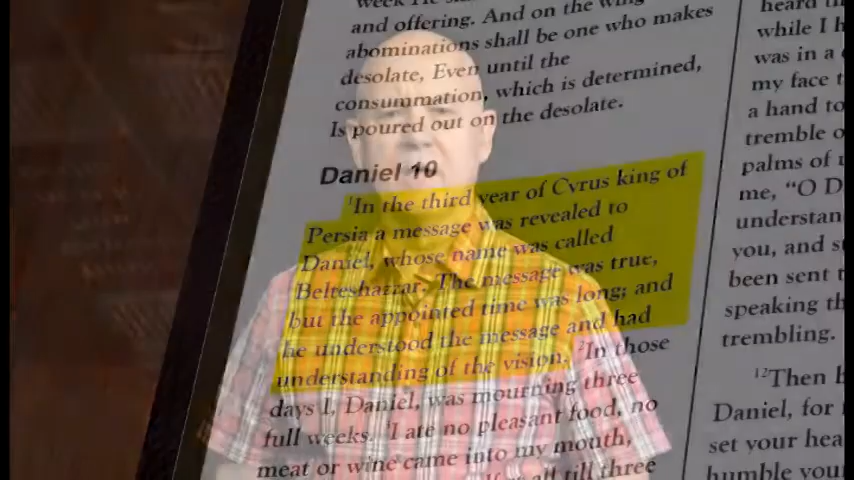 week He
and offering. And on the wing
abominations shall be one who makes
desolate, Even until the
consummation, which is determined,
Is poured out on the desolate.
Daniel 10
¹In the third year of Cyrus king of
Persia a message was revealed to
Daniel, whose name was called
Belteshazzar. The message was true,
but the appointed time was long; and
he understood the message and had
understanding of the vision. ²In those
days I, Daniel, was mourning three
full weeks. ³I ate no pleasant food, no
meat or wine came into my mouth,
all till three
heard
while I h
was in a
my face t
a hand to
tremble o
palms of
me, “O D
understan
you, and s
been sent t
speaking th
trembling.
¹²Then h
Daniel, for
set your hea
humble your